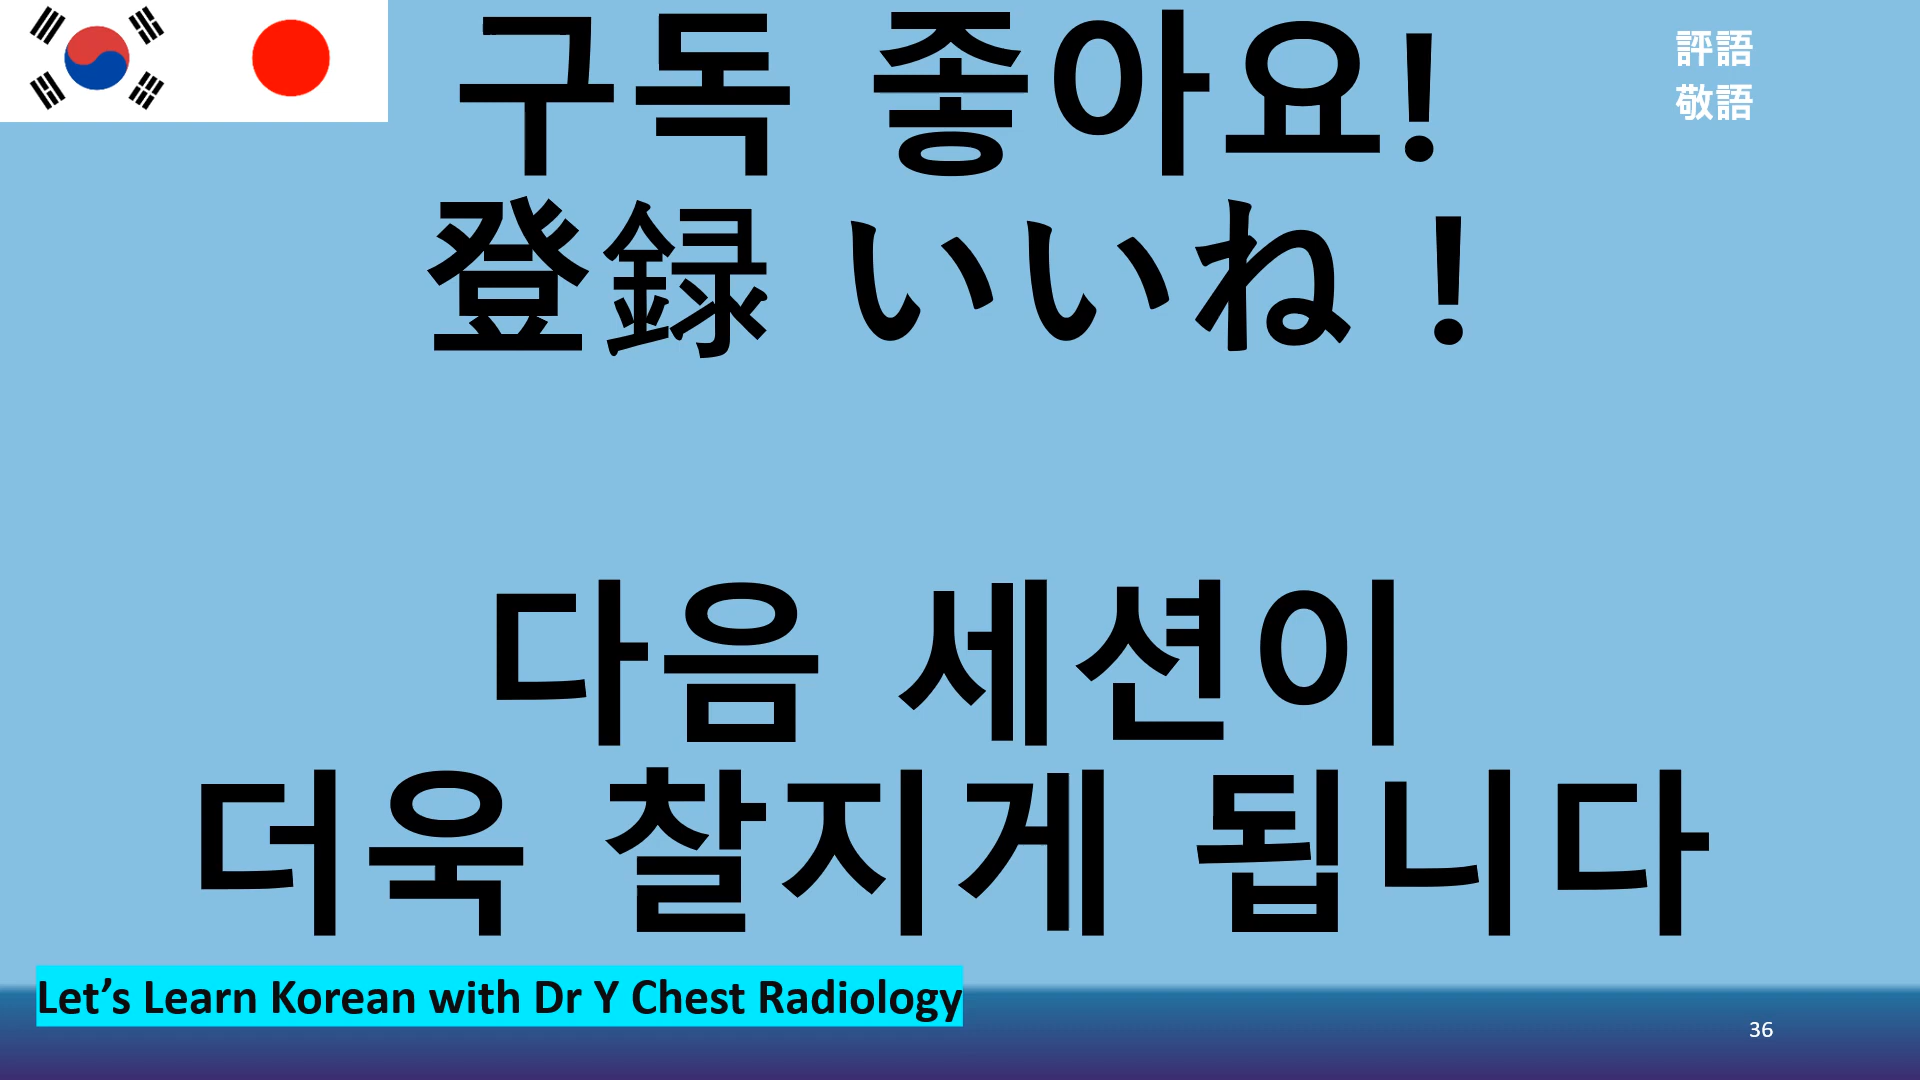 구독 좋아요!
登録 いいね！
評語
敬語
다음 세션이
더욱 찰지게 됩니다
Let’s Learn Korean with Dr Y Chest Radiology
36